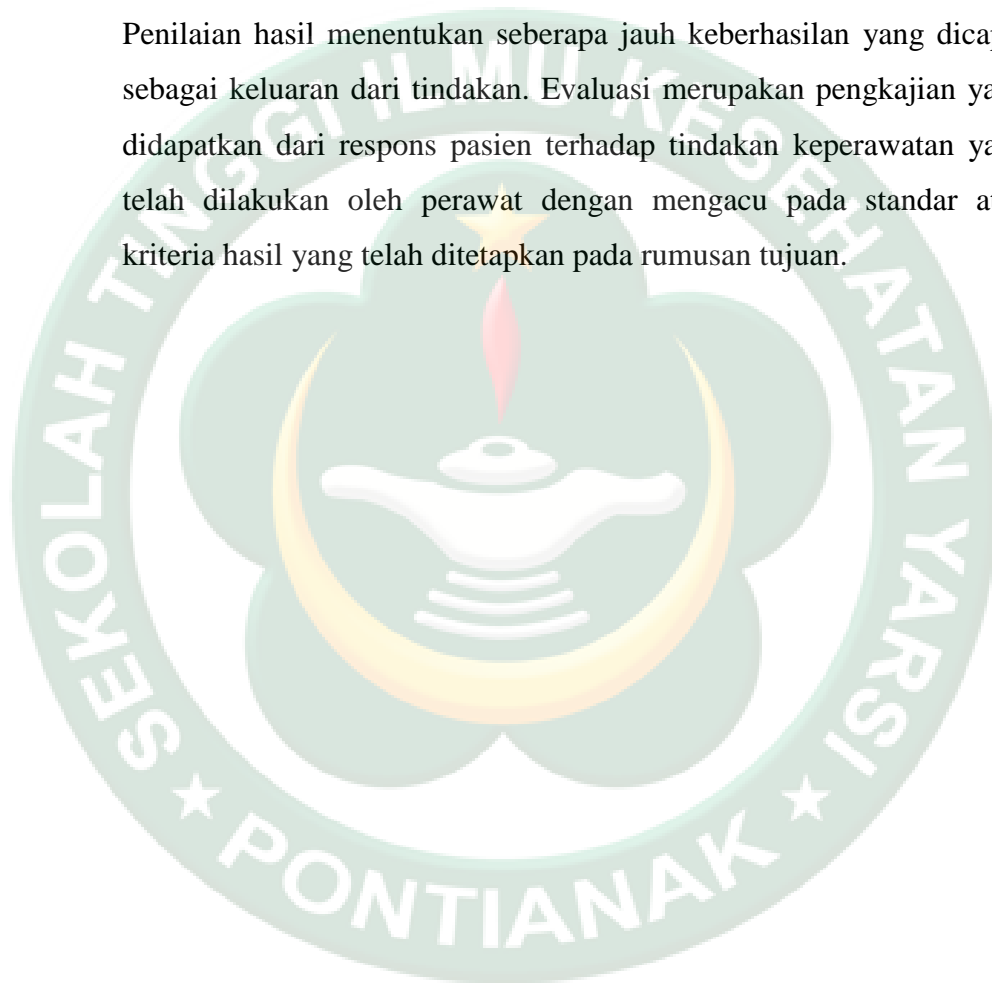 Penilaian hasil menentukan seberapa jauh keberhasilan yang
sebagai keluaran dari tindakan. Evaluasi merupakan pengkajian
didapatkan dari respons pasien terhadap tindakan keperawatan
telah dilakukan oleh perawat dengan mengacu pada standar
kriteria hasil yang telah ditetapkan pada rumusan tujuan.
SEKOLAH TINGGI ILMU KESEHATAN YARSI
PONTIANAK